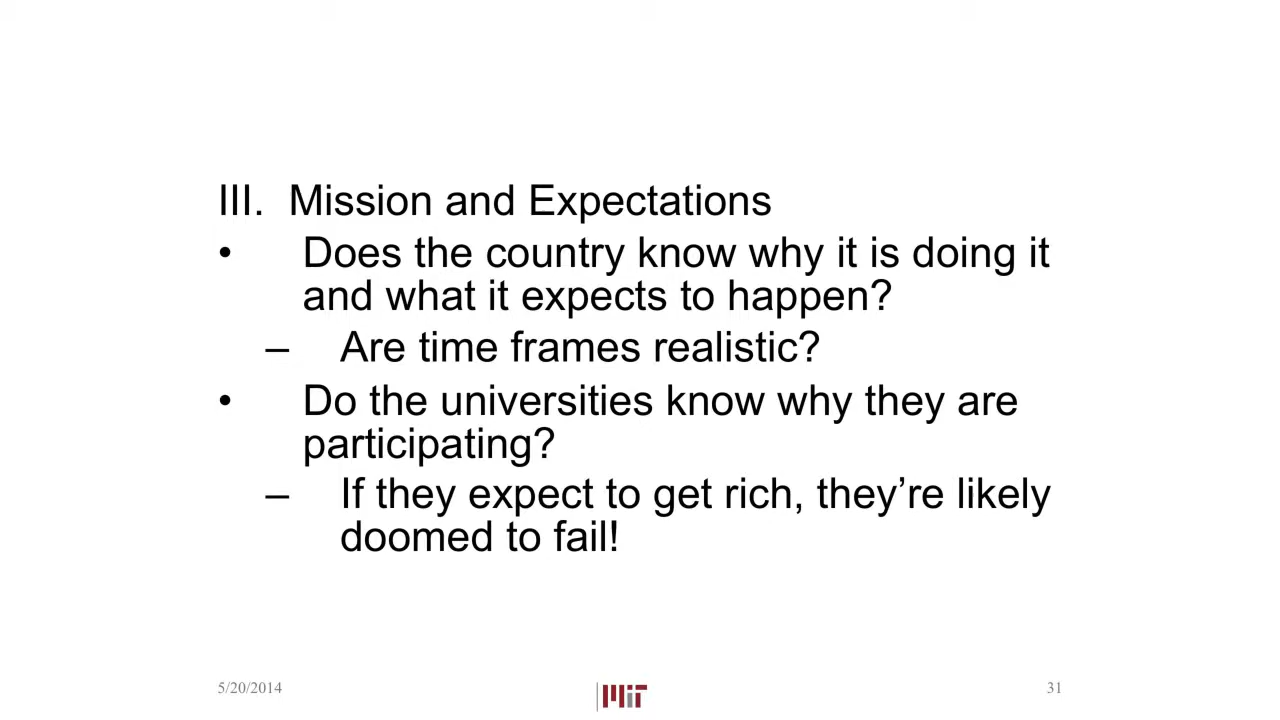 III. Mission and Expectations
• Does the country know why it is doing it
and what it expects to happen?
– Are time frames realistic?
• Do the universities know why they are
participating?
– If they expect to get rich, they’re likely
doomed to fail!
5/20/2014
MIT
31